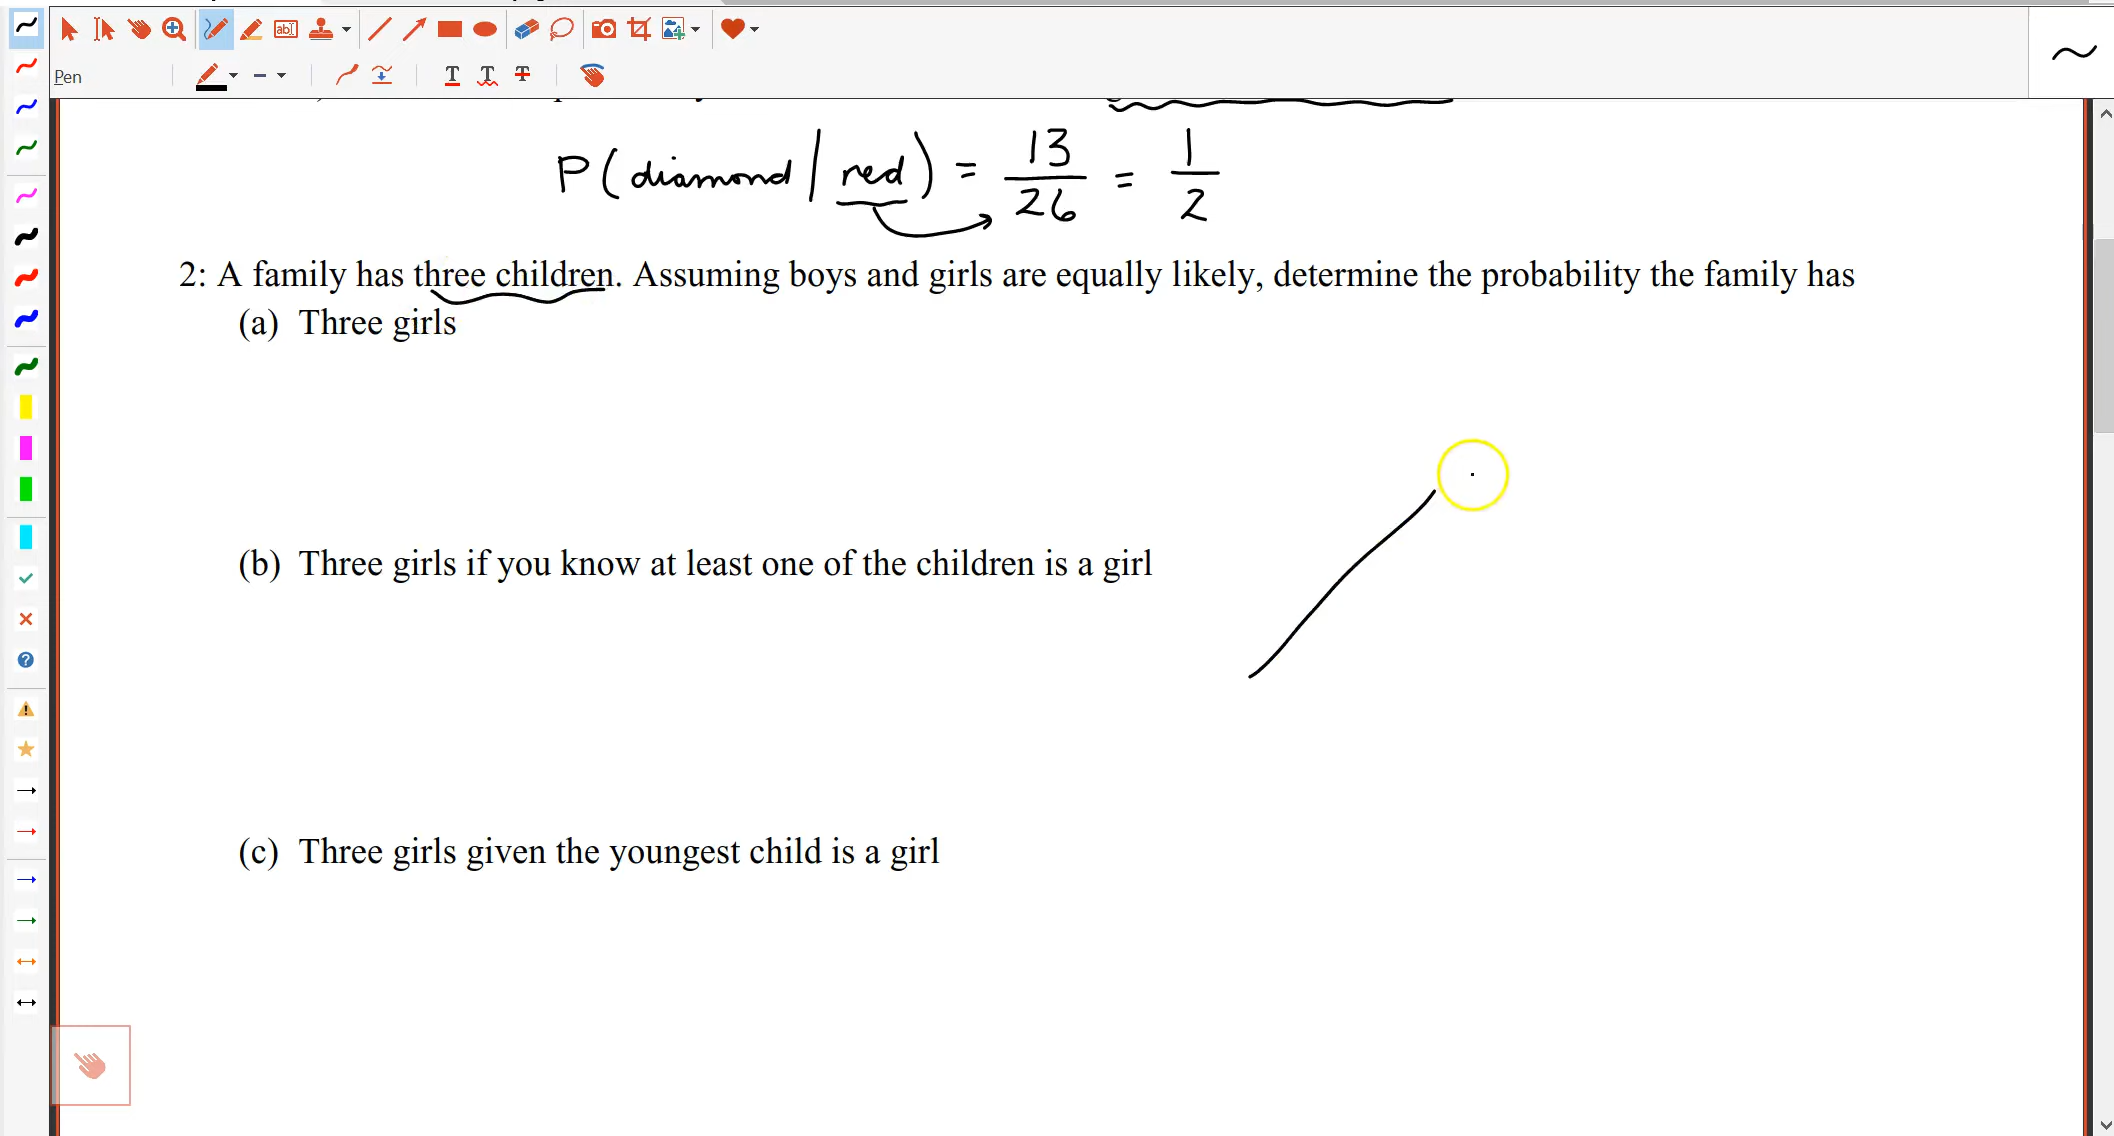 Pen
P(diamond | red) = 13/26 = 1/2
2: A family has three children. Assuming boys and girls are equally likely, determine the probability the family has
(a) Three girls
(b) Three girls if you know at least one of the children is a girl
(c) Three girls given the youngest child is a girl